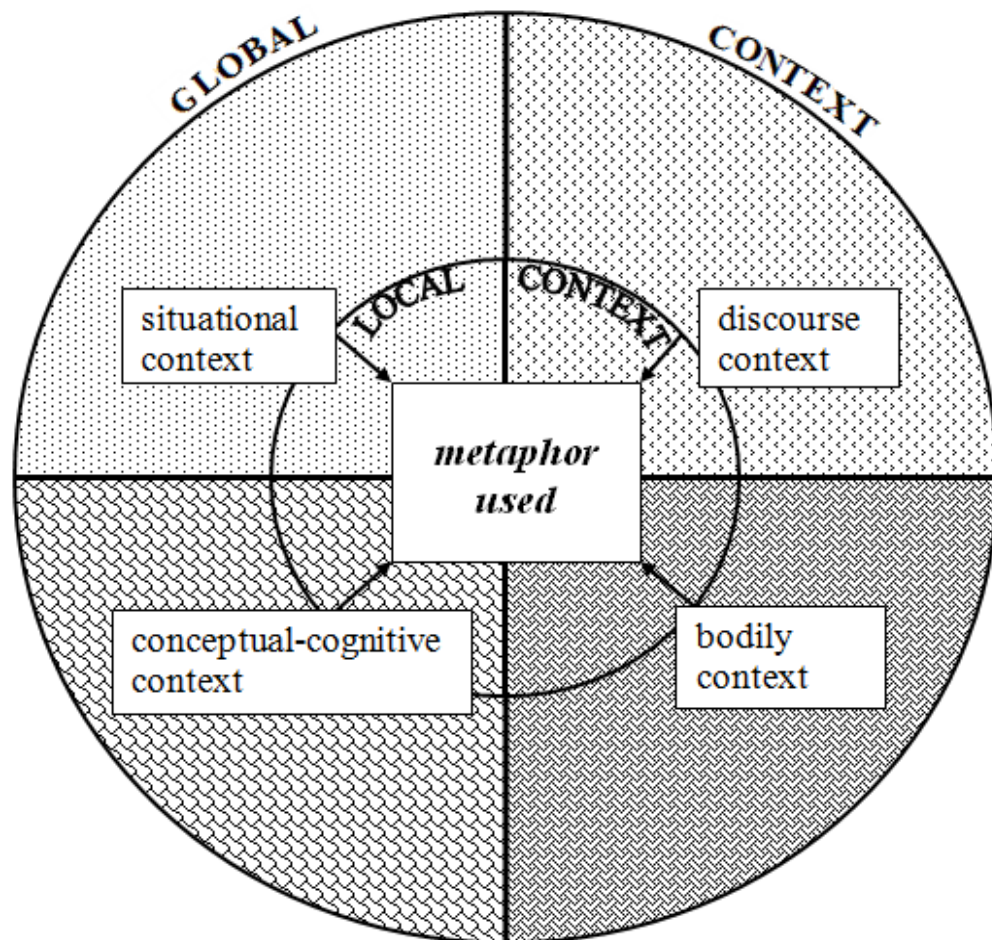 GLOBAL CONTEXT
LOCAL CONTEXT
situational
context
discourse
context
metaphor
used
conceptual-cognitive
context
bodily
context